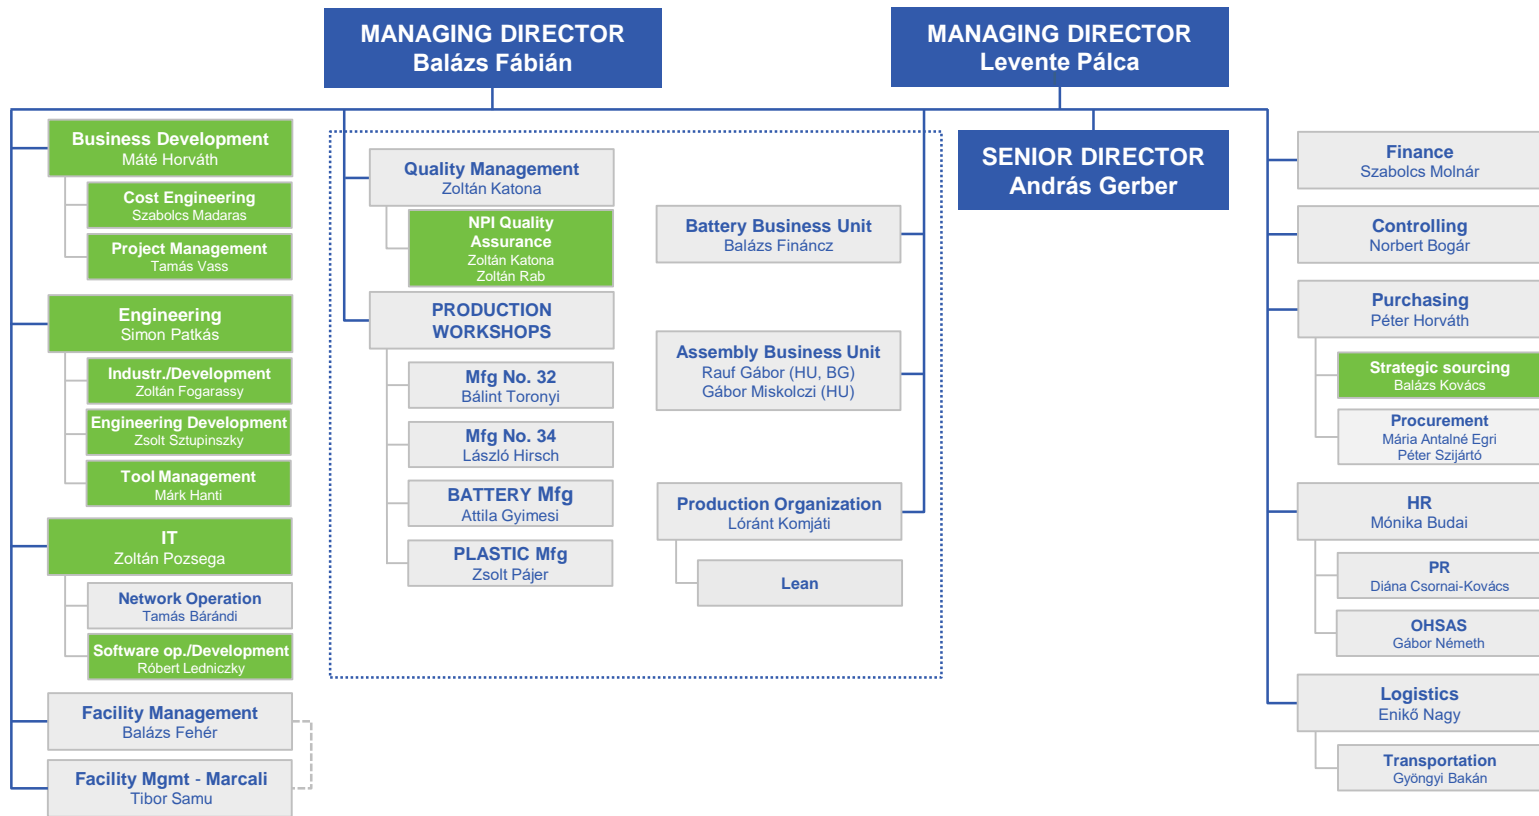 MANAGING DIRECTOR
Balázs Fábián
MANAGING DIRECTOR
Levente Pálca
SENIOR DIRECTOR
András Gerber
Business Development
Máté Horváth
Cost Engineering
Szabolcs Madaras
Project Management
Tamás Vass
Engineering
Simon Patkás
Industr./Development
Zoltán Fogarassy
Engineering Development
Zsolt Sztupinszky
Tool Management
Márk Hanti
IT
Zoltán Pozsega
Network Operation
Tamás Bárándi
Software op./Development
Róbert Ledniczky
Facility Management
Balázs Fehér
Facility Mgmt - Marcali
Tibor Samu
Quality Management
Zoltán Katona
NPI Quality
Assurance
Zoltán Katona
Zoltán Rab
PRODUCTION
WORKSHOPS
Mfg No. 32
Bálint Toronyi
Mfg No. 34
László Hirsch
BATTERY Mfg
Attila Gyimesi
PLASTIC Mfg
Zsolt Pájer
Battery Business Unit
Balázs Fináncz
Assembly Business Unit
Rauf Gábor (HU, BG)
Gábor Miskolczi (HU)
Production Organization
Lóránt Komjáti
Lean
Finance
Szabolcs Molnár
Controlling
Norbert Bogár
Purchasing
Péter Horváth
Strategic sourcing
Balázs Kovács
Procurement
Mária Antalné Egri
Péter Szijártó
HR
Mónika Budai
PR
Diána Csornai-Kovács
OHSAS
Gábor Németh
Logistics
Enikő Nagy
Transportation
Gyöngyi Bakán